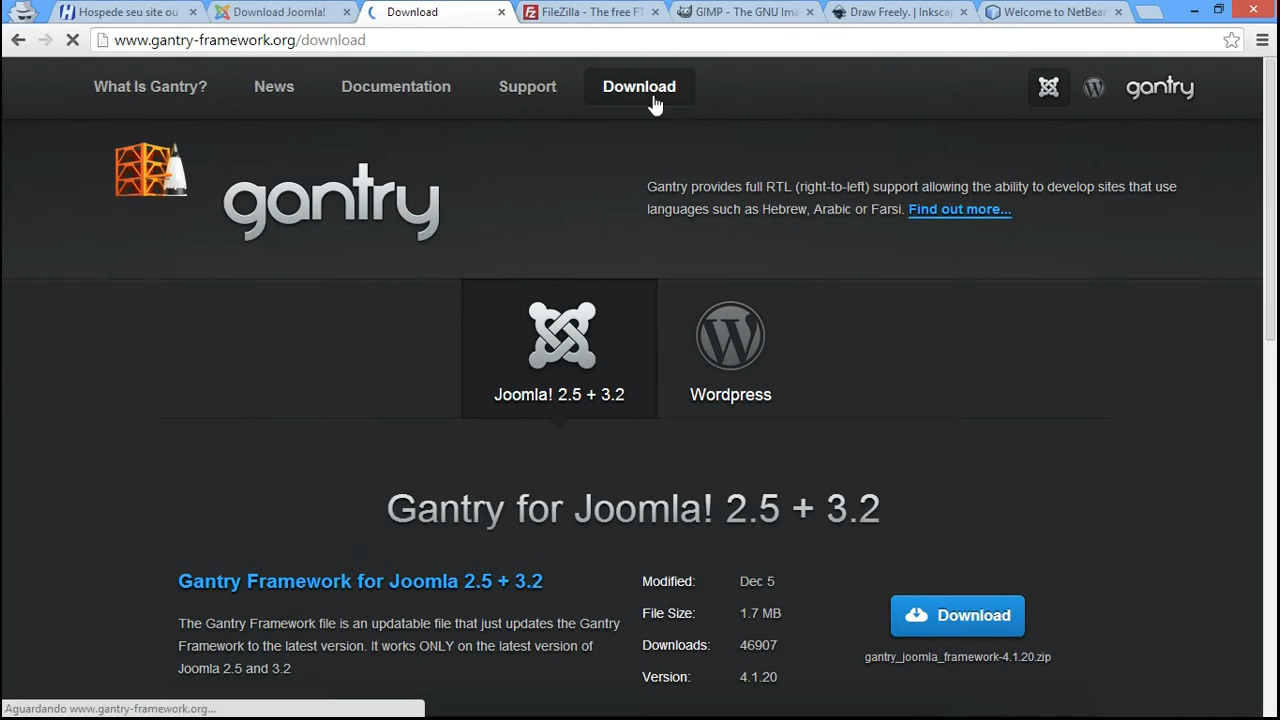 Hospede seu site ou
Download Joomla!
Download
FileZilla - The free FT
GIMP - The GNU Ima
Draw Freely. | Inkscap
Welcome to NetBean
www.gantry-framework.org/download
What Is Gantry?
News
Documentation
Support
Download
gantry
gantry
Gantry provides full RTL (right-to-left) support allowing the ability to develop sites that use
languages such as Hebrew, Arabic or Farsi. Find out more...
Joomla! 2.5 + 3.2
Wordpress
Gantry for Joomla! 2.5 + 3.2
Gantry Framework for Joomla 2.5 + 3.2
The Gantry Framework file is an updatable file that just updates the Gantry
Framework to the latest version. It works ONLY on the latest version of
Joomla 2.5 and 3.2
Modified: Dec 5
File Size: 1.7 MB
Downloads: 46907
Version: 4.1.20
Download
gantry_joomla_framework-4.1.20.zip
Aguardando www.gantry-framework.org...